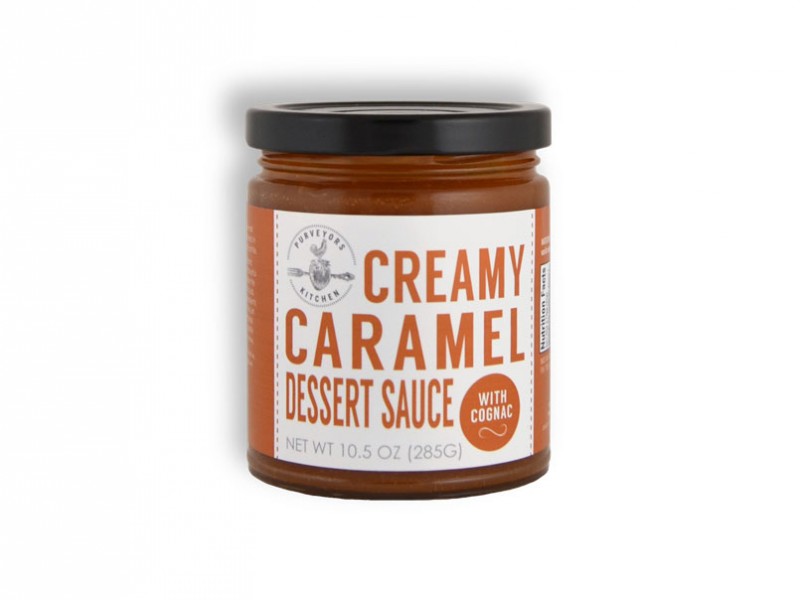 PURVEYORS
KITCHEN
CREAMY
CARAMEL
DESSERT SAUCE
WITH
COGNAC
NET WT 10.5 OZ (285G)
Nutrition Facts